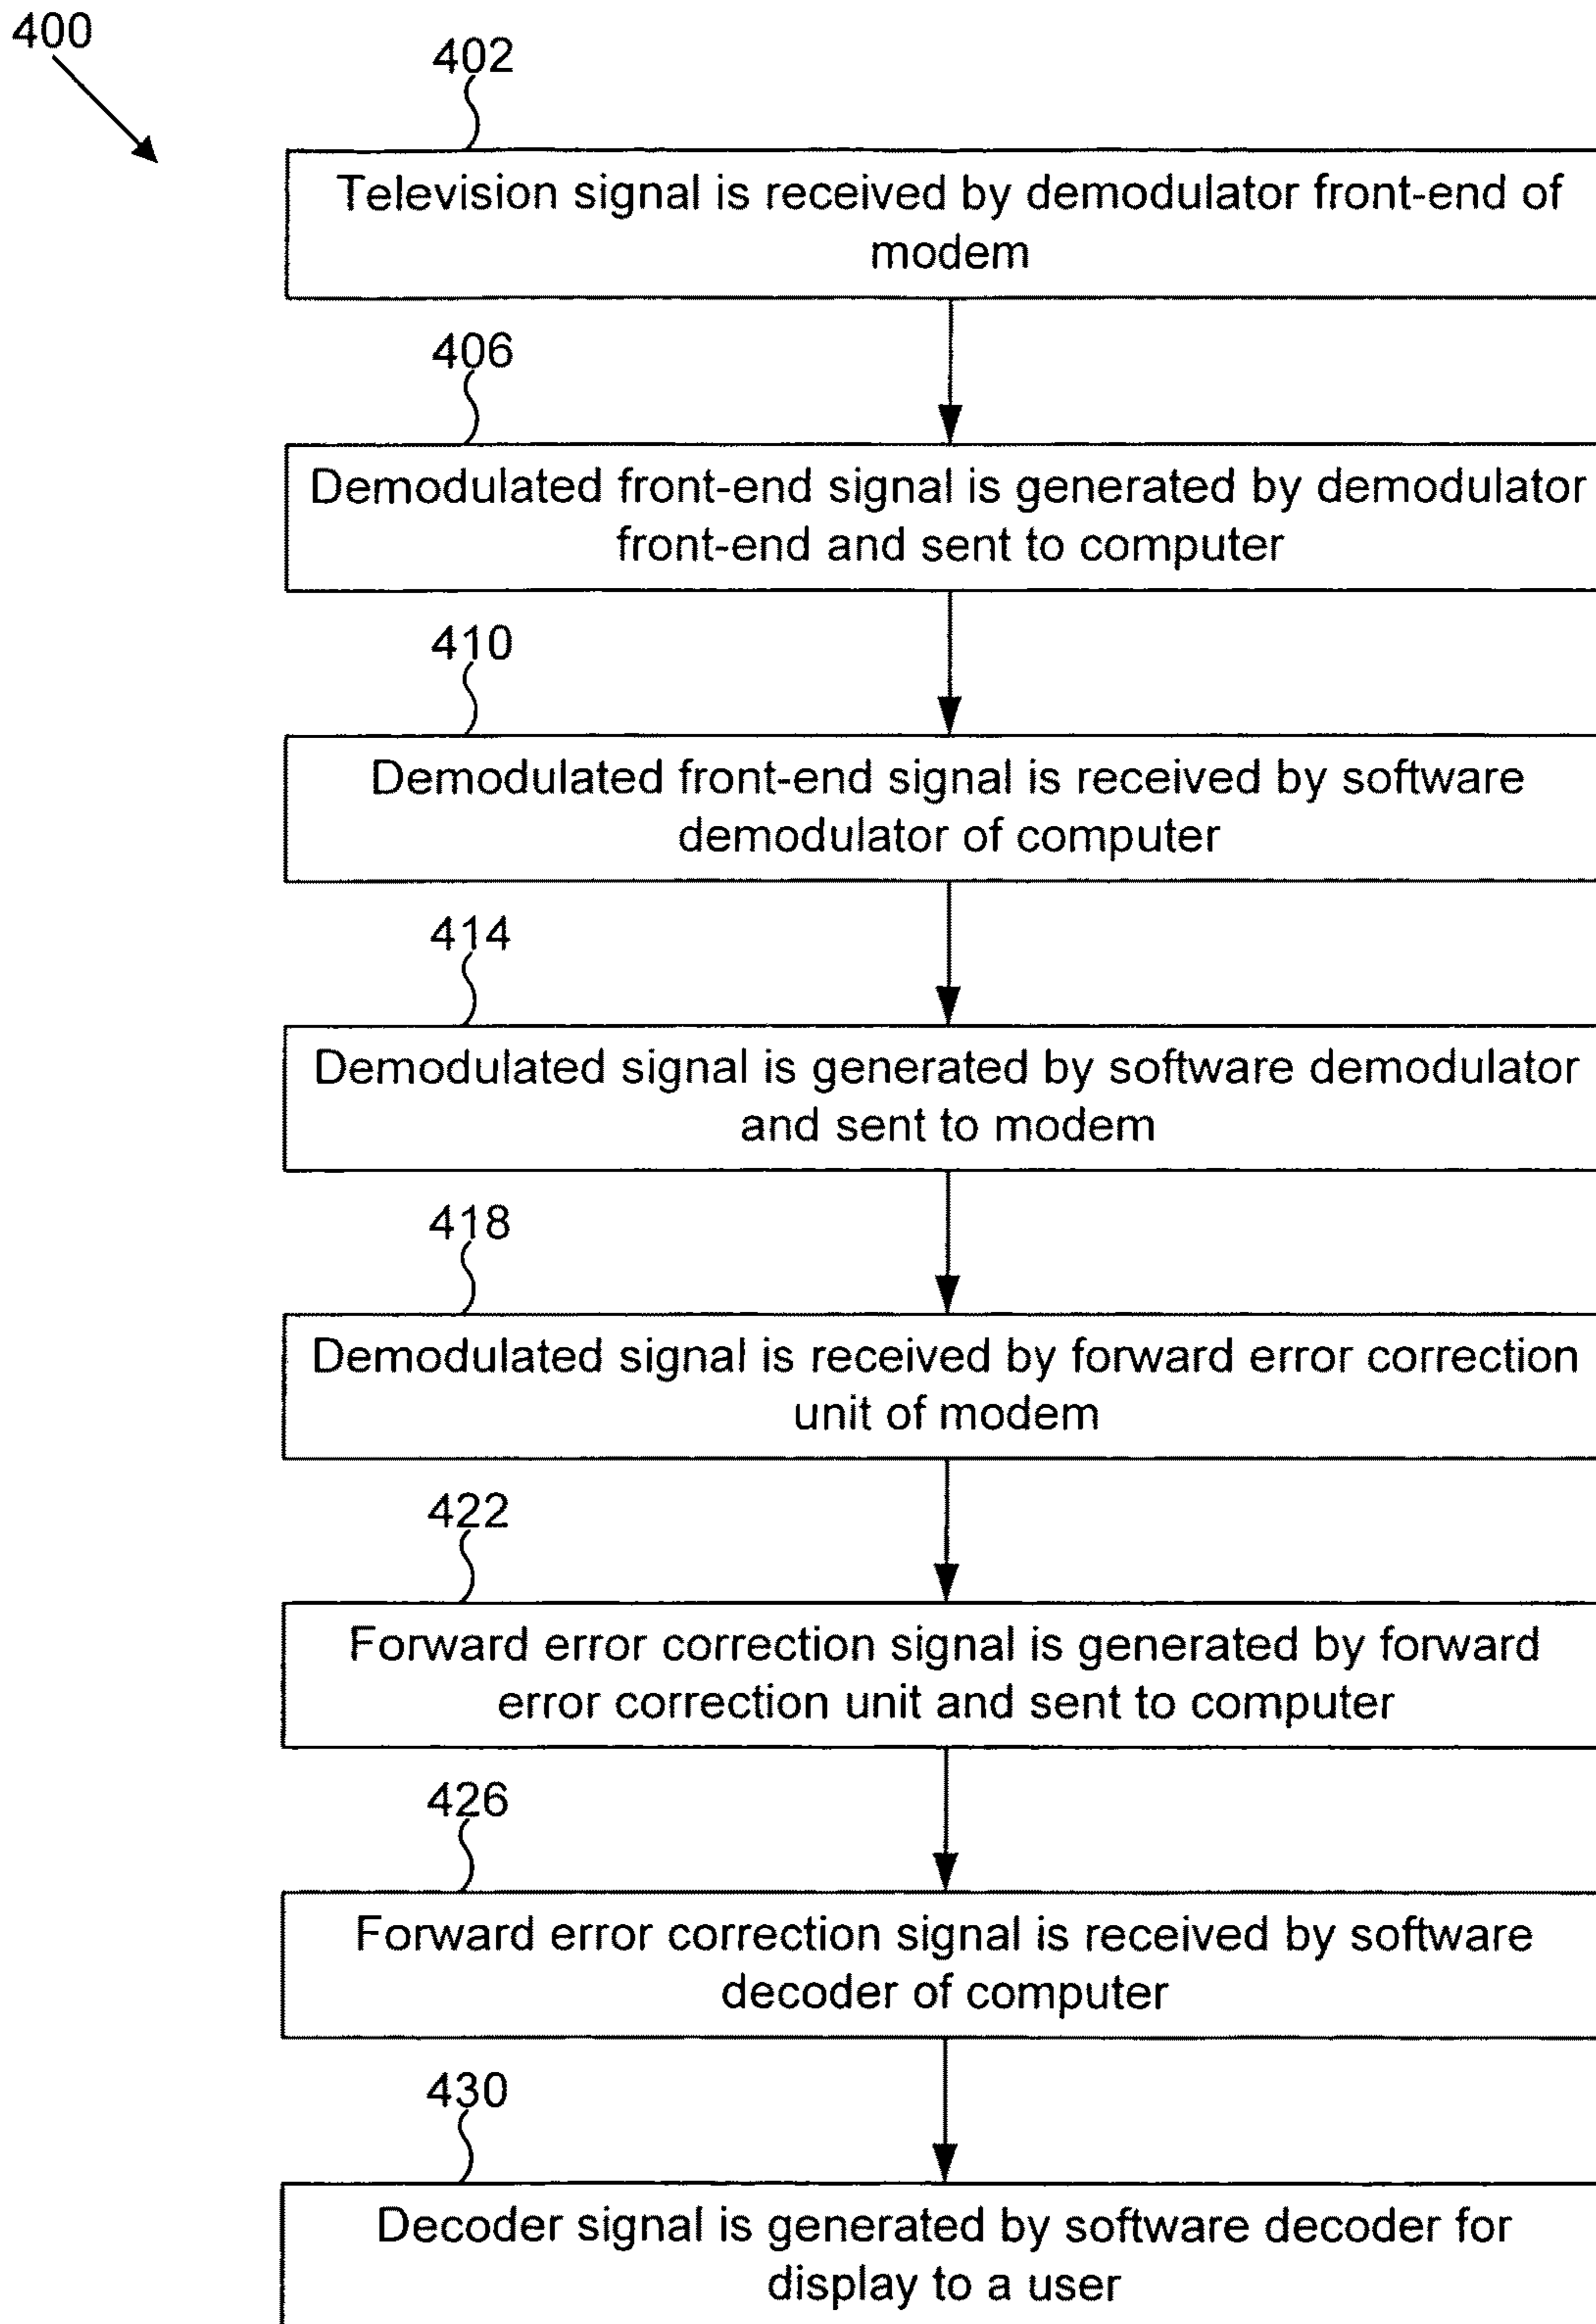 400
402
Television signal is received by demodulator front-end of
modem
406
Demodulated front-end signal is generated by demodulator
front-end and sent to computer
410
Demodulated front-end signal is received by software
demodulator of computer
414
Demodulated signal is generated by software demodulator
and sent to modem
418
Demodulated signal is received by forward error correction
unit of modem
422
Forward error correction signal is generated by forward
error correction unit and sent to computer
426
Forward error correction signal is received by software
decoder of computer
430
Decoder signal is generated by software decoder for
display to a user